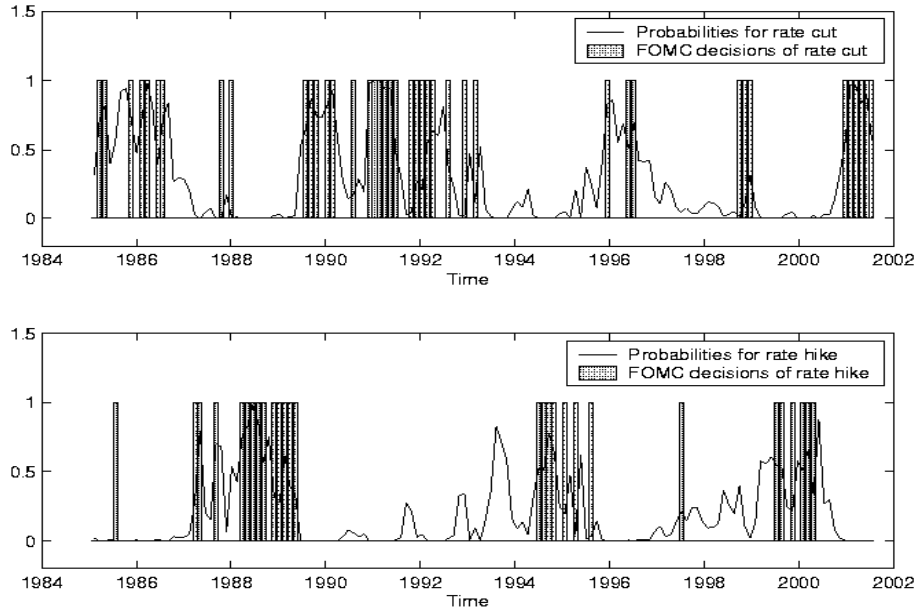 1.5
1
0.5
0
Probabilities for rate cut
FOMC decisions of rate cut
1984 1986 1988 1990 1992 1994 1996 1998 2000 2002
Time
1.5
1
0.5
0
Probabilities for rate hike
FOMC decisions of rate hike
1984 1986 1988 1990 1992 1994 1996 1998 2000 2002
Time